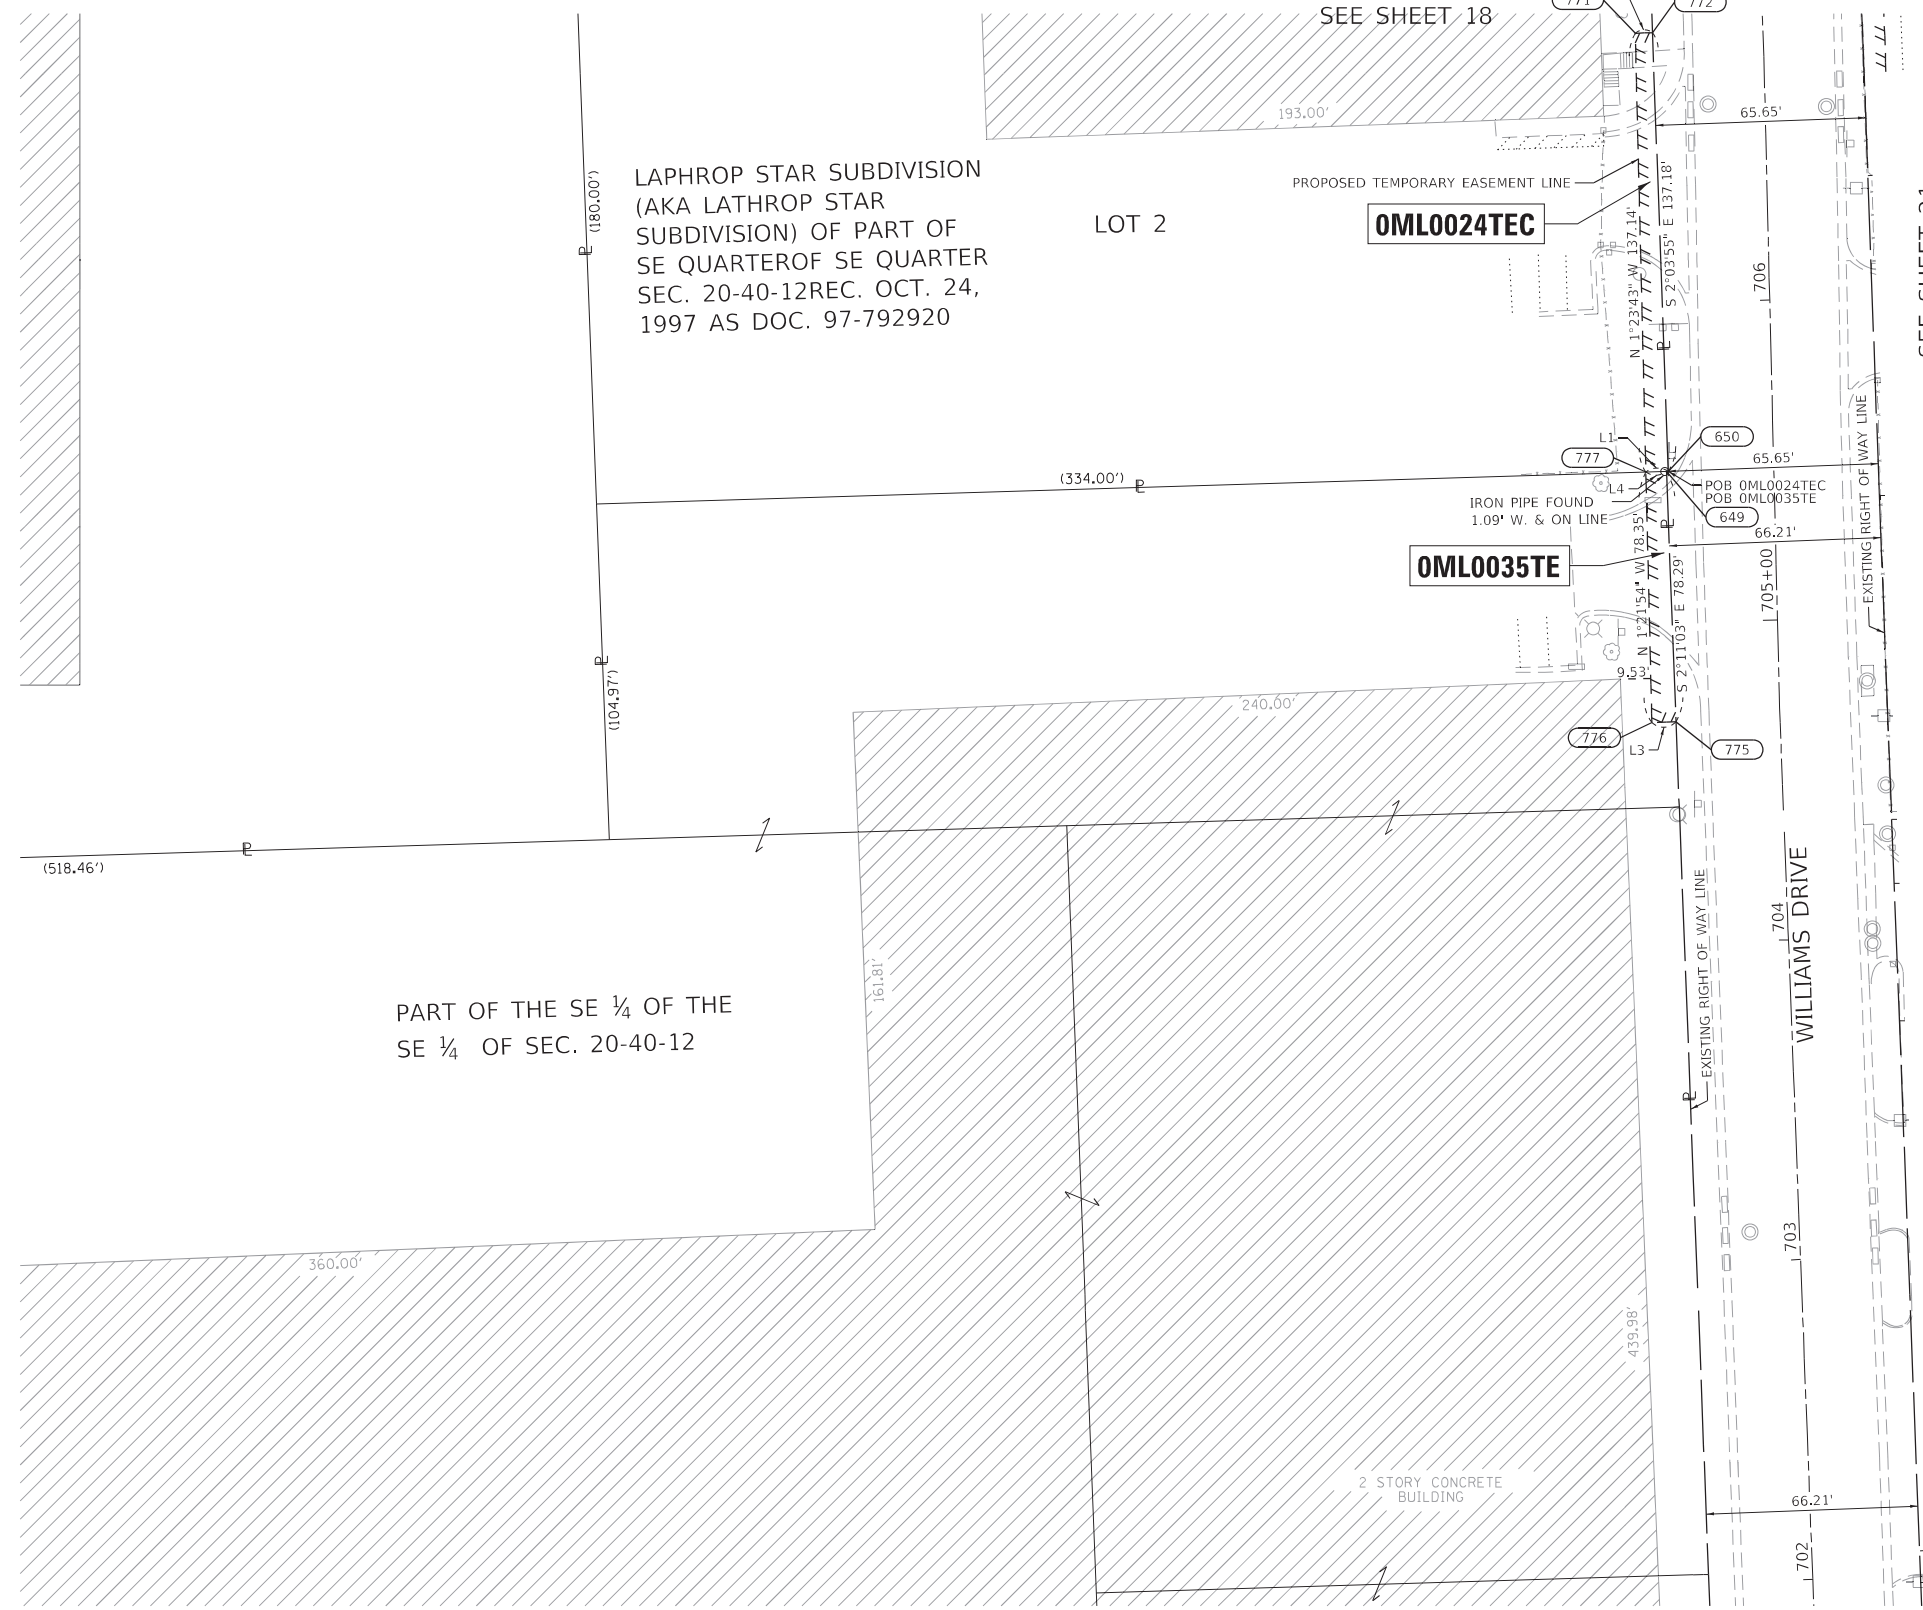 SEE SHEET 18
771
772
193.00'
65.65'
(180.00')
LAPHROP STAR SUBDIVISION
(AKA LATHROP STAR
SUBDIVISION) OF PART OF
SE QUARTEROF SE QUARTER
SEC. 20-40-12REC. OCT. 24,
1997 AS DOC. 97-792920
LOT 2
PROPOSED TEMPORARY EASEMENT LINE
0ML0024TEC
N 1°23'43" W 137.14'
S 2°03'55" E 137.18'
706
EXISTING RIGHT OF WAY LINE
L1
650
777
65.65'
(334.00')
P
L4
POB 0ML0024TEC
POB 0ML0035TE
IRON PIPE FOUND
1.09' W. & ON LINE
649
66.21'
0ML0035TE
N 1°21'54" W 78.35'
S 2°11'03" E 78.29'
705+00
9.53'
(104.97')
240.00'
776
L3
775
(518.46')
161.81'
EXISTING RIGHT OF WAY LINE
704
WILLIAMS DRIVE
PART OF THE SE ¼ OF THE
SE ¼ OF SEC. 20-40-12
703
360.00'
439.98'
2 STORY CONCRETE
BUILDING
66.21'
702